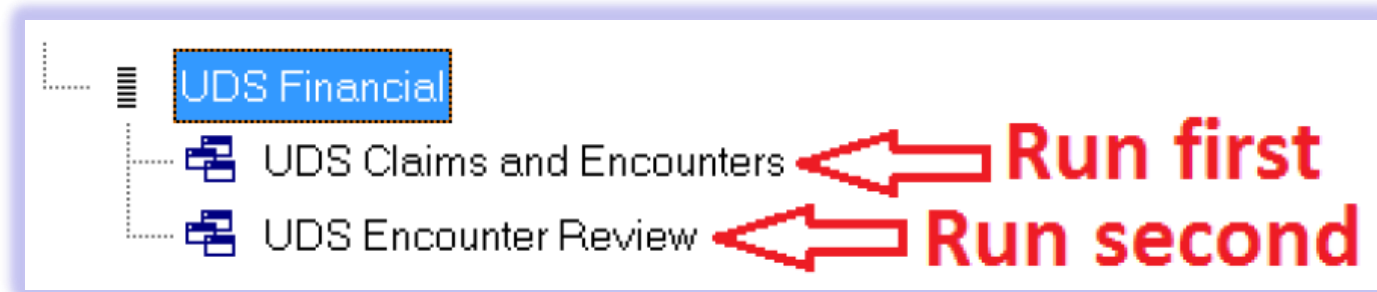 UDS Financial
UDS Claims and Encounters Run first
UDS Encounter Review Run second